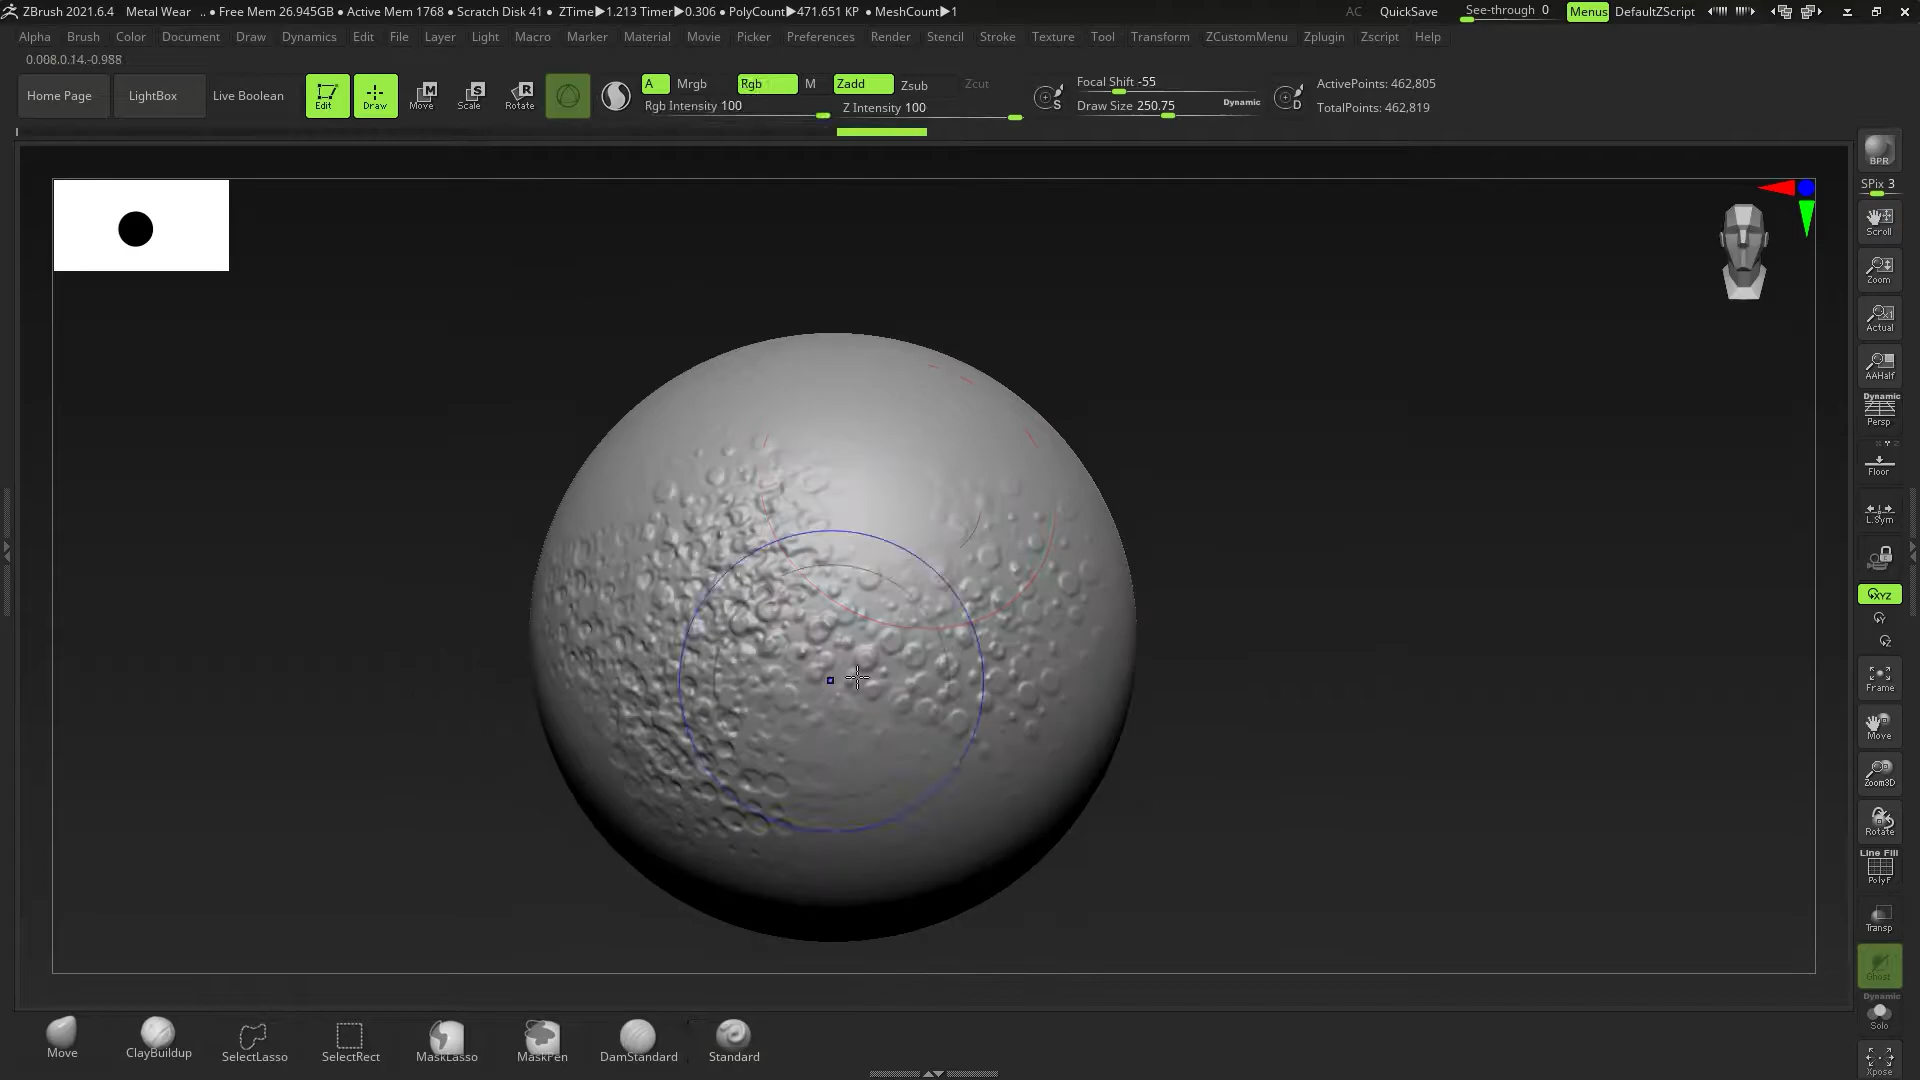 ZBrush 2021.6.4 Metal Wear .. ● Free Mem 26.945GB ● Active Mem 1768 ● Scratch Disk 41 ● ZTime▶1.213 Timer▶0.306 ● PolyCount▶471.651 KP ● MeshCount▶1 AC QuickSave See-through 0 Menus DefaultZScript
Alpha Brush Color Document Draw Dynamics Edit File Layer Light Macro Marker Material Movie Picker Preferences Render Stencil Stroke Texture Tool Transform ZCustomMenu Zplugin Zscript Help
0.008,0.14,-0.988
Home Page LightBox Live Boolean Edit Draw Move Scale Rotate A Mrgb Rgb M Zadd Zsub Zcut Focal Shift -55 ActivePoints: 462,805
Rgb Intensity 100 Z Intensity 100 S Draw Size 250.75 Dynamic D TotalPoints: 462,819
BPR
SPix 3
Scroll
Zoom
Actual
AAHalf
Dynamic
Persp
Floor
L.Sym
XYZ
Y
Z
Frame
Move
Zoom3D
Rotate
Line Fill
PolyF
Transp
Ghost
Dynamic
Solo
Xpose
Move ClayBuildup SelectLasso SelectRect MaskLasso MaskPen DamStandard Standard